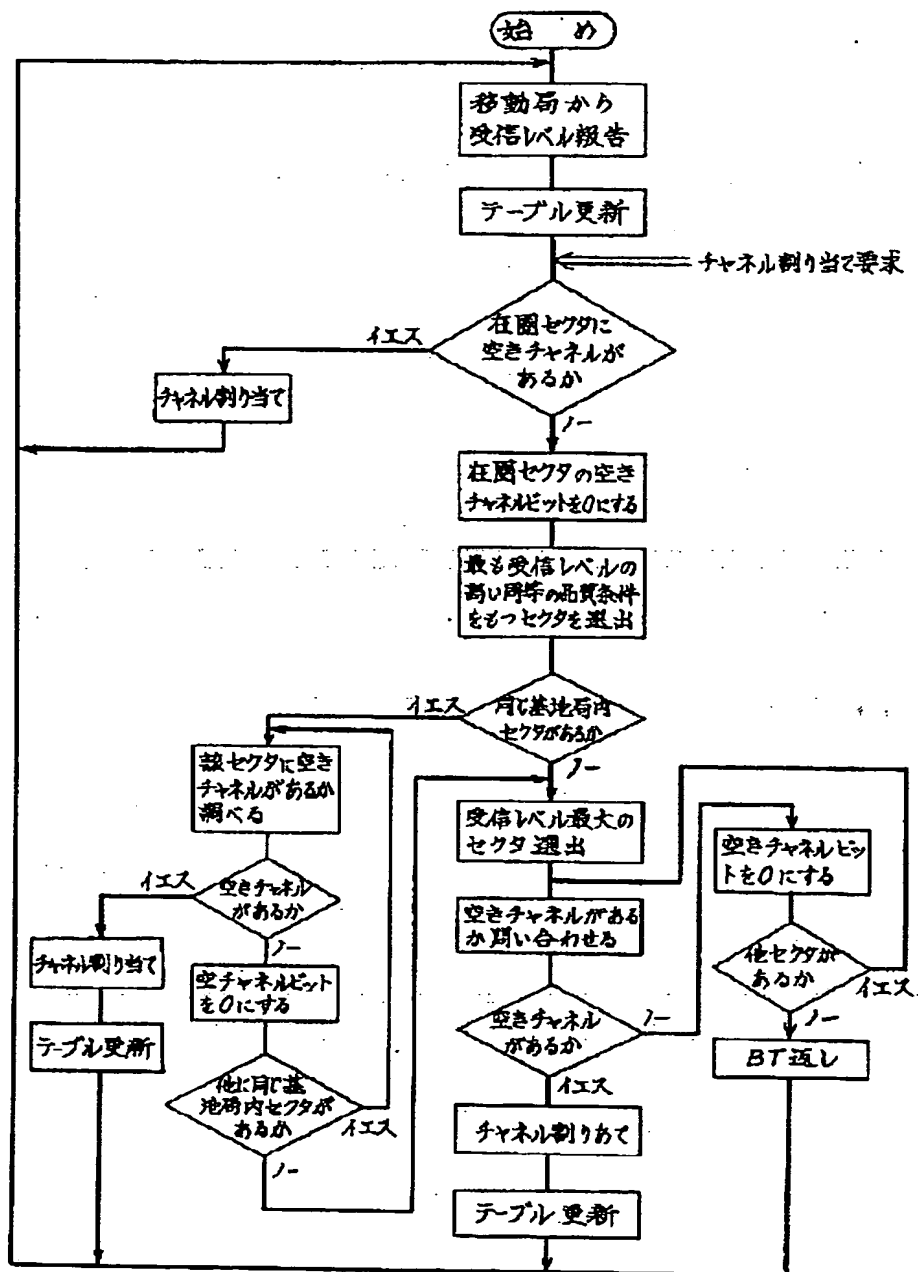 始 め
移動局から
受信レベル報告
テーブル更新
チャネル割り当て要求
在圏セクタに
空きチャネルが
あるか
イエス
チャネル割り当て
ノー
在圏セクタの空き
チャネルビットを0にする
最も受信レベルの
高い同等の品質条件
をもつセクタを選出
同じ基地局内
セクタがあるか
イエス
ノー
該セクタに空き
チャネルがあるか
調べる
空きチャネル
があるか
イエス
チャネル割り当て
テーブル更新
ノー
空チャネルビット
を0にする
他に同じ基
地局内セクタが
あるか
イエス
ノー
受信レベル最大の
セクタ選出
空きチャネルがある
か問い合わせる
空きチャネル
があるか
ノー
イエス
チャネル割りあて
テーブル更新
空きチャネルビッ
トを0にする
他セクタが
あるか
イエス
ノー
BT返し